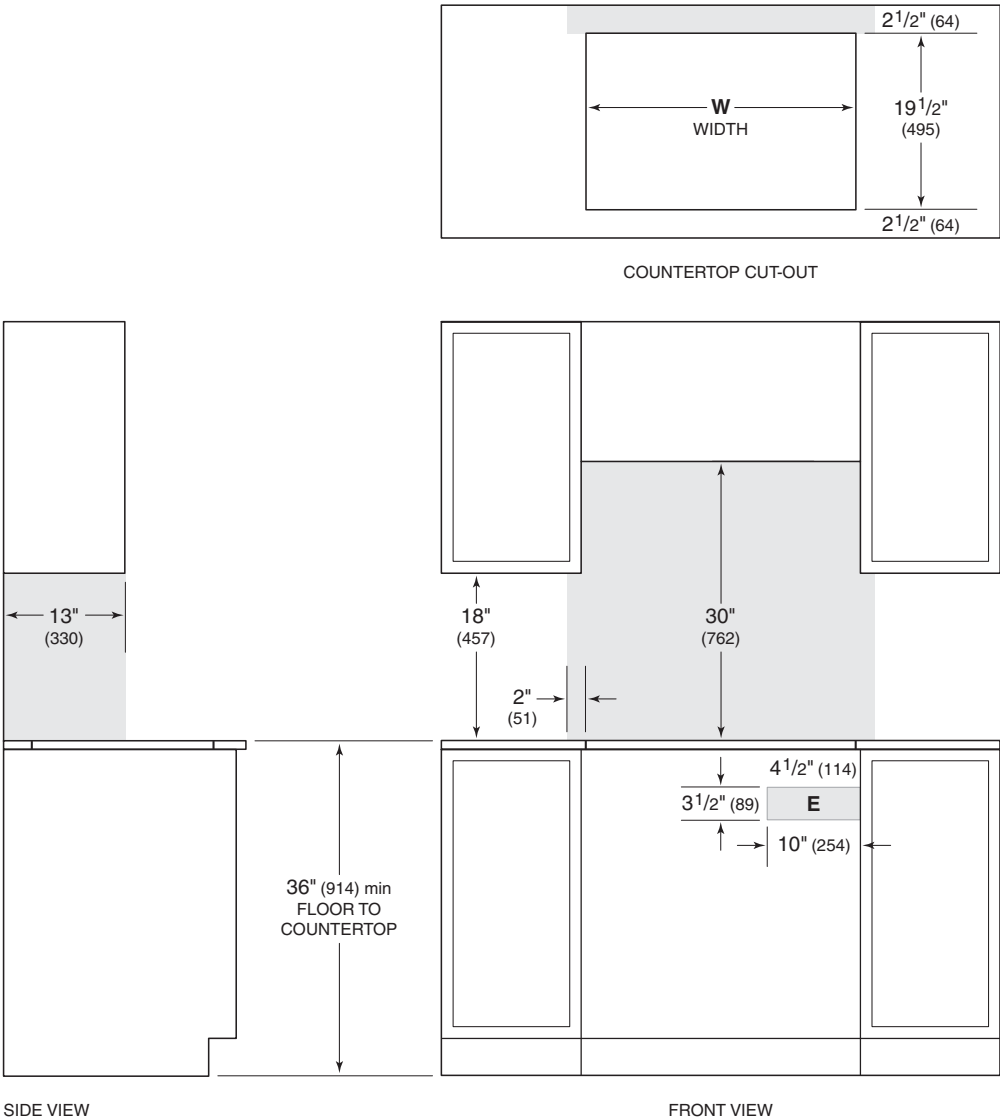 2 1/2" (64)
W
WIDTH
19 1/2"
(495)
2 1/2" (64)
COUNTERTOP CUT-OUT
13"
(330)
18"
(457)
30"
(762)
2"
(51)
4 1/2" (114)
3 1/2" (89)
E
10" (254)
36" (914) min
FLOOR TO
COUNTERTOP
SIDE VIEW
FRONT VIEW